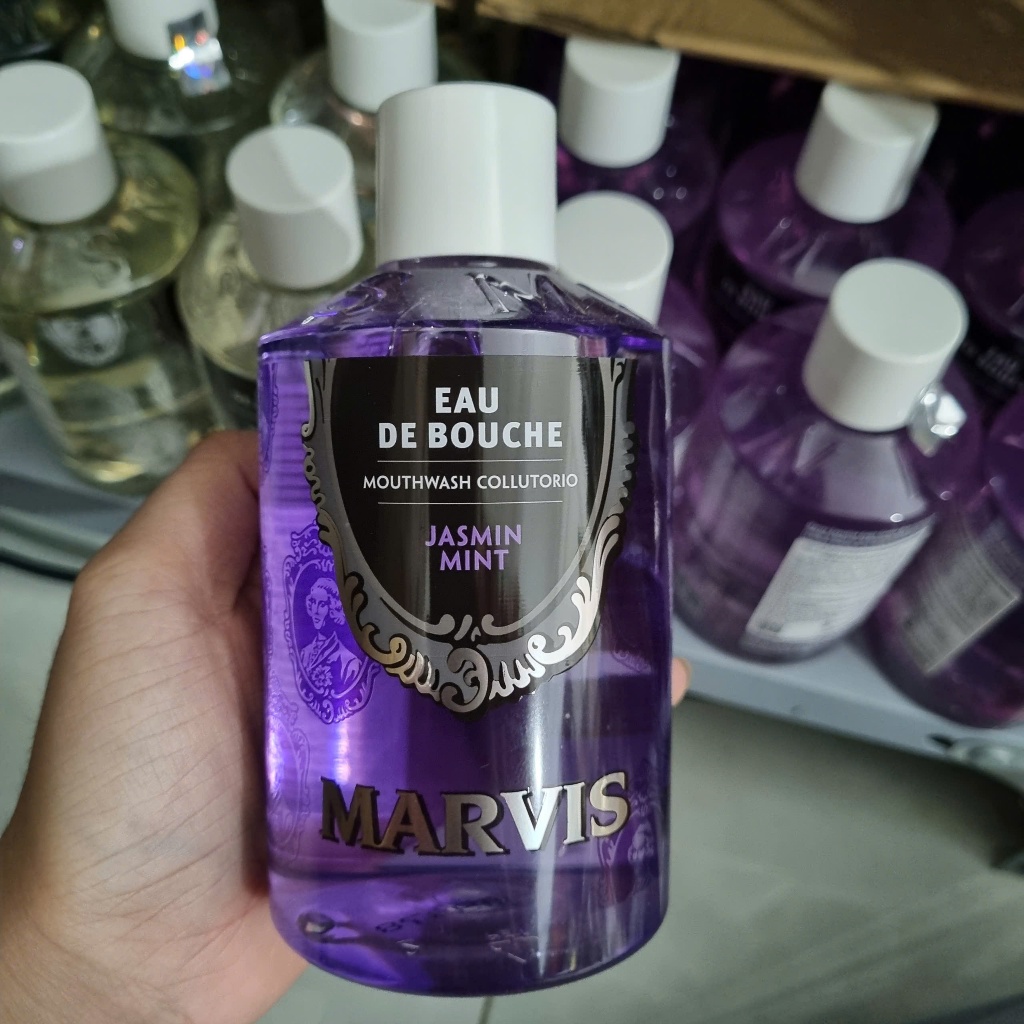 EAU
DE BOUCHE
MOUTHWASH COLLUTORIO
JASMIN
MINT
MARVIS